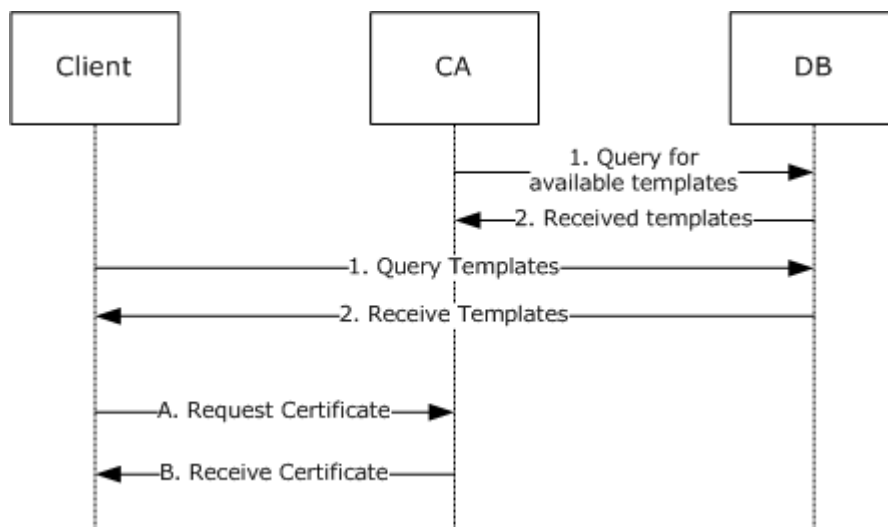 Client
CA
DB
1. Query for
available templates
2. Received templates
1. Query Templates
2. Receive Templates
A. Request Certificate
B. Receive Certificate